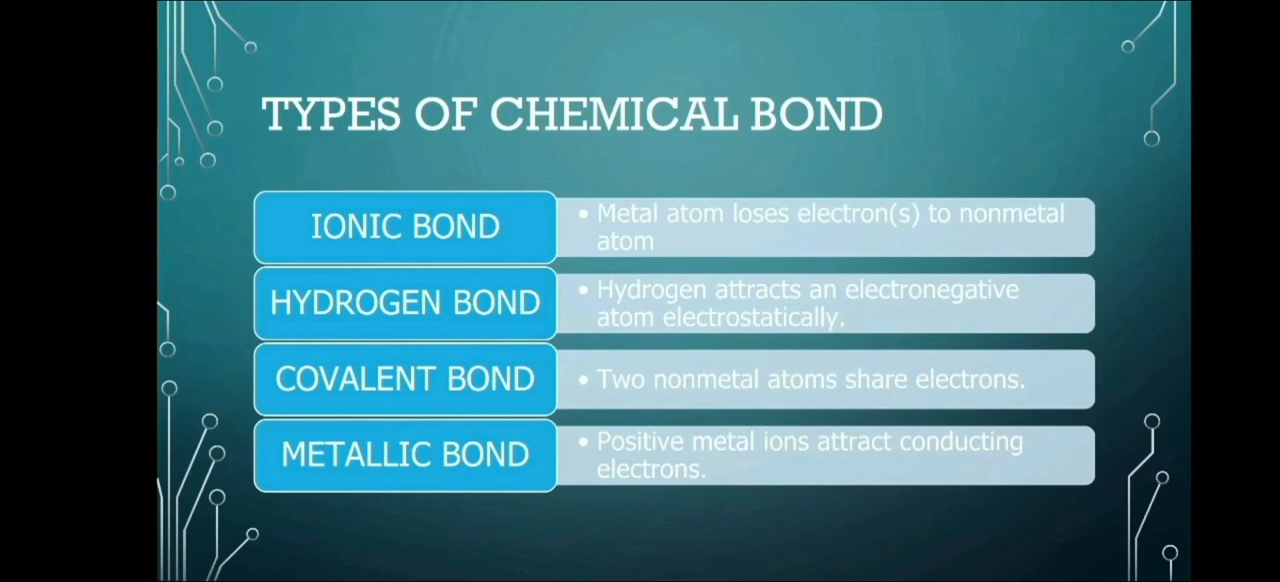 TYPES OF CHEMICAL BOND
IONIC BOND
• Metal atom loses electron(s) to nonmetal
atom
HYDROGEN BOND
• Hydrogen attracts an electronegative
atom electrostatically.
COVALENT BOND
• Two nonmetal atoms share electrons.
METALLIC BOND
• Positive metal ions attract conducting
electrons.